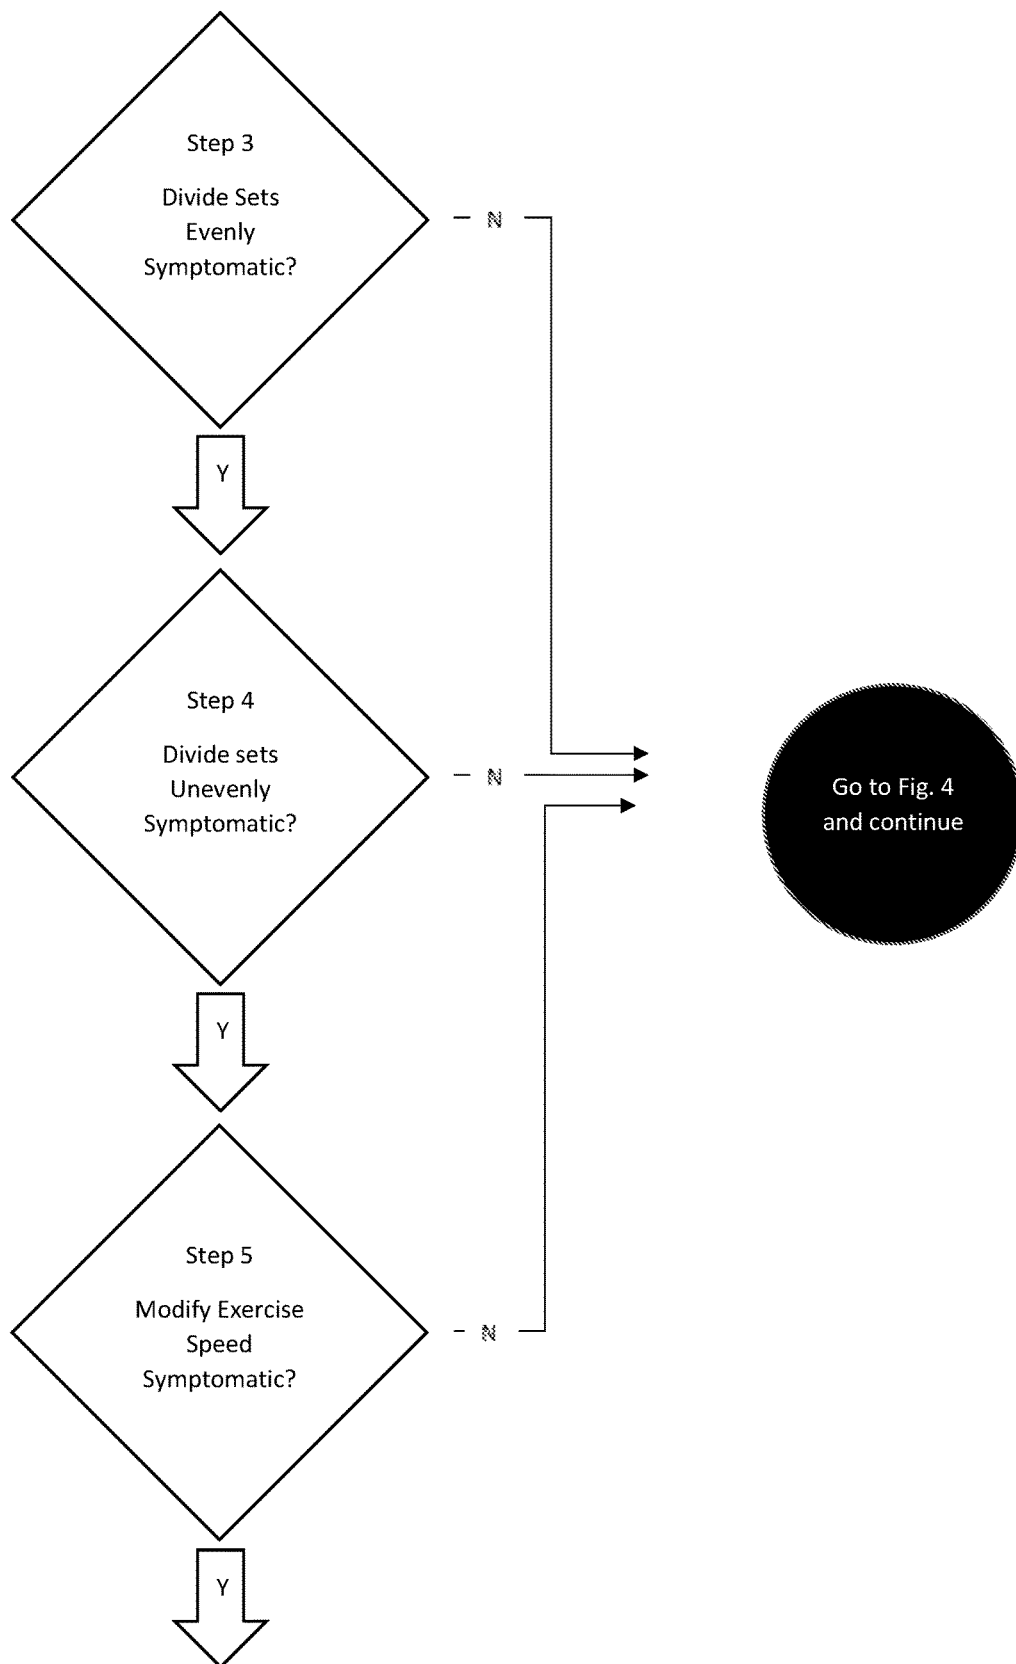 Step 3
Divide Sets
Evenly
Symptomatic?
N
Y
Step 4
Divide sets
Unevenly
Symptomatic?
N
Go to Fig. 4
and continue
Y
Step 5
Modify Exercise
Speed
Symptomatic?
N
Y